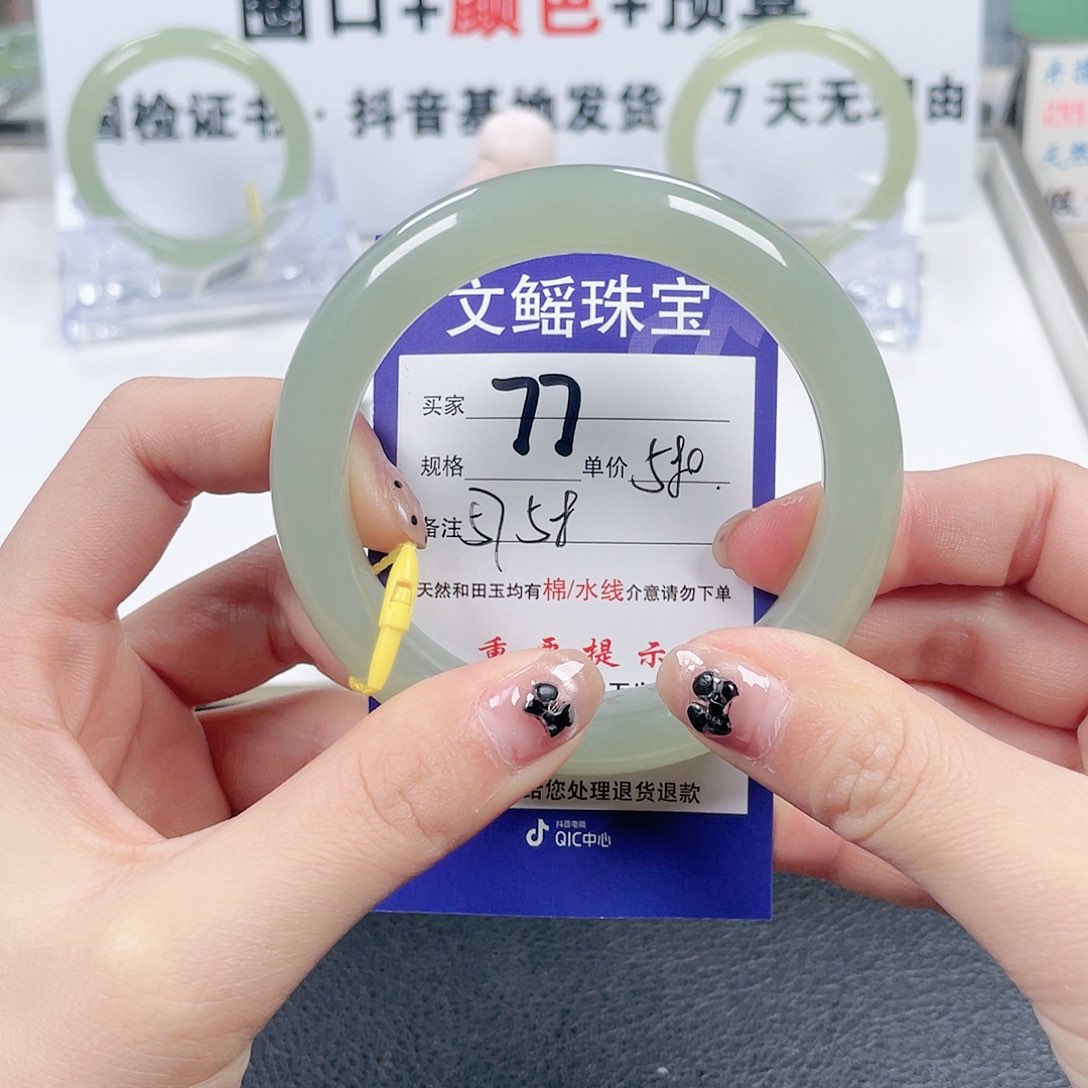 圈口+颜色+预算
国检证书·抖音基地发货 7天无理由
文鳐珠宝
买家 77
规格 单价 580.
备注 57 58
天然和田玉均有棉/水线介意请勿下单
重要提示
给您处理退货退款
抖音电商
QIC中心